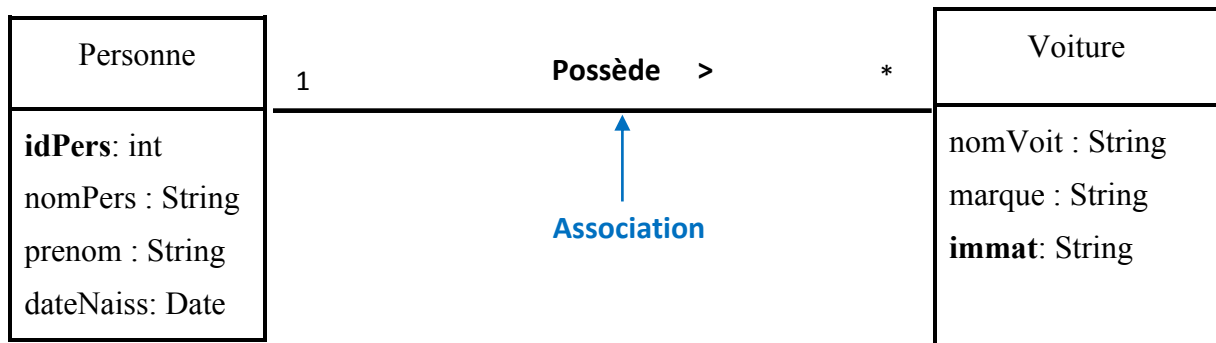 Personne
idPers: int
nomPers : String
prenom : String
dateNaiss: Date
1
Possède >
*
Association
Voiture
nomVoit : String
marque : String
immat: String